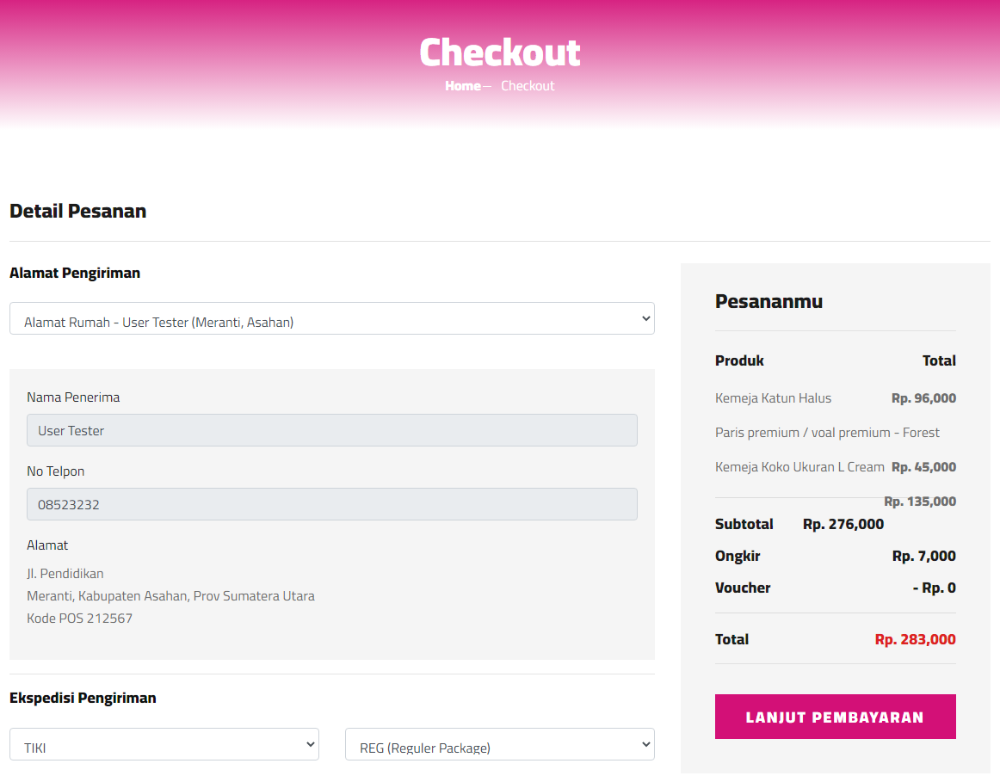 Checkout
Home — Checkout
Detail Pesanan
Alamat Pengiriman
Alamat Rumah - User Tester (Meranti, Asahan)
Nama Penerima
User Tester
No Telpon
08523232
Alamat
Jl. Pendidikan
Meranti, Kabupaten Asahan, Prov Sumatera Utara
Kode POS 212567
Ekspedisi Pengiriman
TIKI REG (Reguler Package)
Pesananmu
Produk Total
Kemeja Katun Halus Rp. 96,000
Paris premium / voal premium - Forest
Kemeja Koko Ukuran L Cream Rp. 45,000
Rp. 135,000
Subtotal Rp. 276,000
Ongkir Rp. 7,000
Voucher - Rp. 0
Total Rp. 283,000
LANJUT PEMBAYARAN